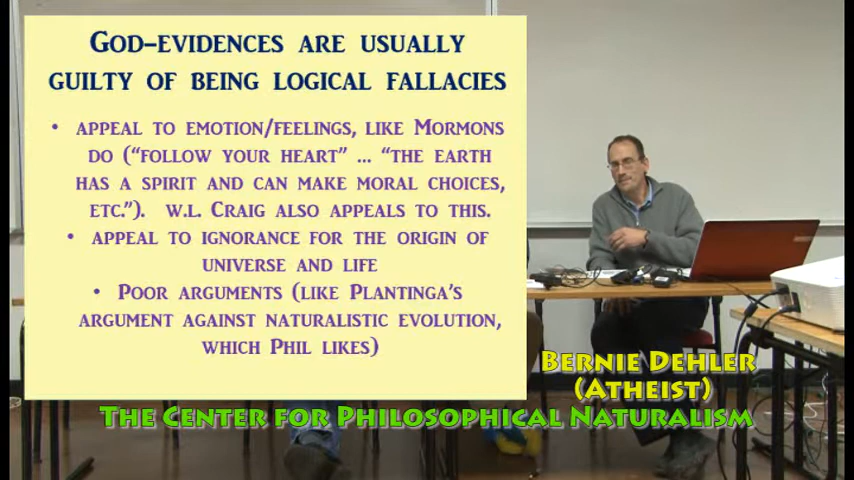 God-evidences are usually
guilty of being logical fallacies
• appeal to emotion/feelings, like Mormons
do ("follow your heart" ... "the earth
has a spirit and can make moral choices,
etc."). W.L. Craig also appeals to this.
• appeal to ignorance for the origin of
universe and life
• Poor arguments (like Plantinga's
argument against naturalistic evolution,
which Phil likes)
Bernie Dehler
(Atheist)
The Center for Philosophical Naturalism